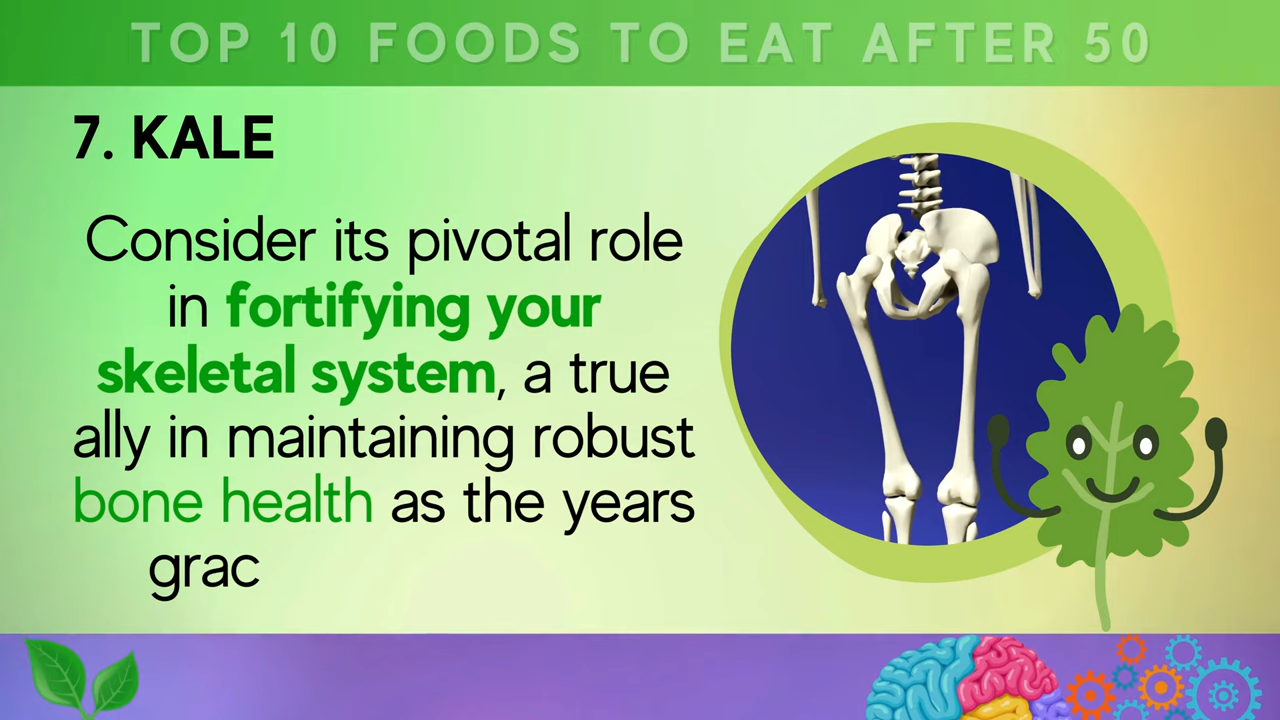 TOP 10 FOODS TO EAT AFTER 50
7. KALE
Consider its pivotal role
in fortifying your
skeletal system, a true
ally in maintaining robust
bone health as the years
grac